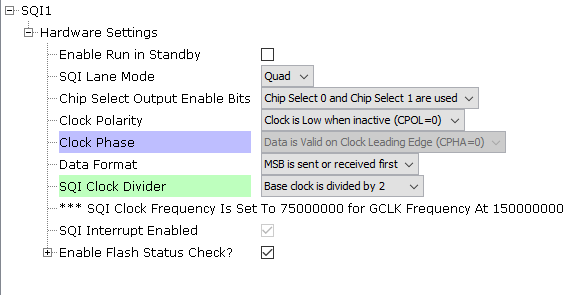 SQI1
Hardware Settings
Enable Run in Standby
SQI Lane Mode Quad
Chip Select Output Enable Bits Chip Select 0 and Chip Select 1 are used
Clock Polarity Clock is Low when inactive (CPOL=0)
Clock Phase Data is Valid on Clock Leading Edge (CPHA=0)
Data Format MSB is sent or received first
SQI Clock Divider Base clock is divided by 2
*** SQI Clock Frequency Is Set To 75000000 for GCLK Frequency At 150000000
SQI Interrupt Enabled
Enable Flash Status Check?